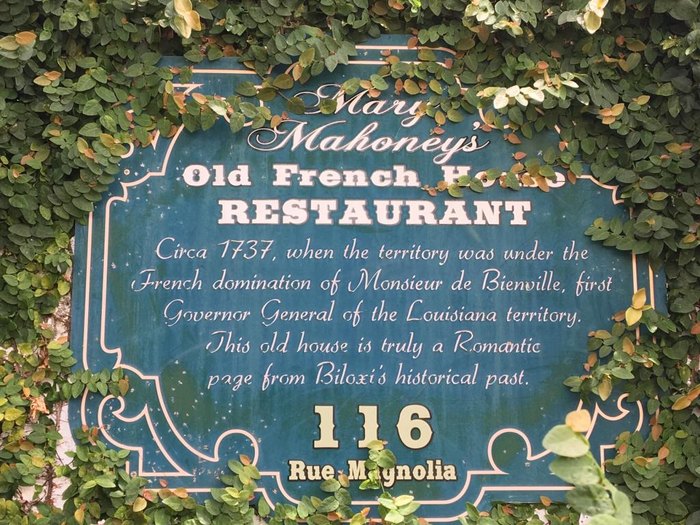 Mary
Mahoney's
Old French House
RESTAURANT
Circa 1737, when the territory was under the
French domination of Monsieur de Bienville, first
Governor General of the Louisiana territory.
This old house is truly a Romantic
page from Biloxi's historical past.
116
Rue Magnolia